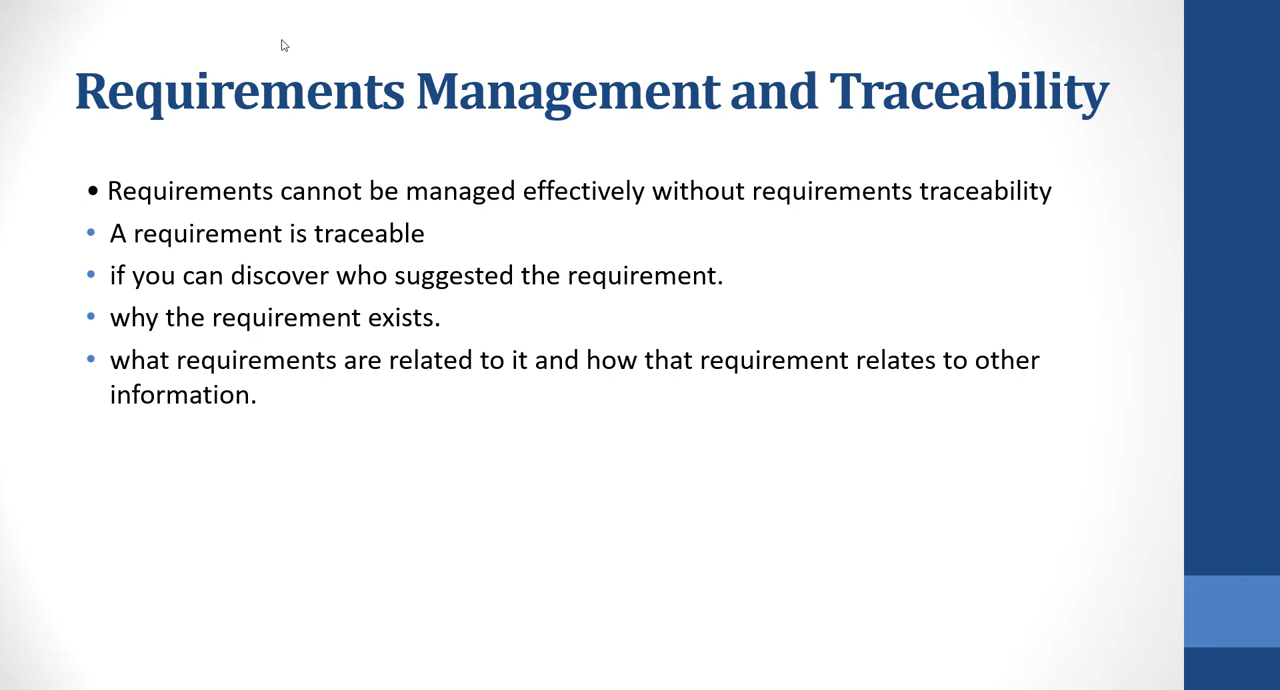 Requirements Management and Traceability
• Requirements cannot be managed effectively without requirements traceability
• A requirement is traceable
• if you can discover who suggested the requirement.
• why the requirement exists.
• what requirements are related to it and how that requirement relates to other
information.